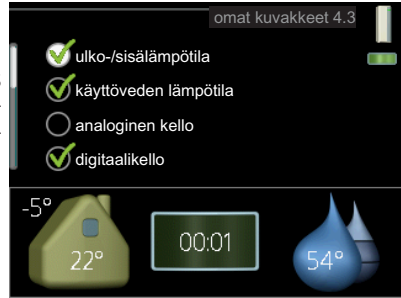 omat kuvakkeet 4.3
ulko-/sisälämpötila
käyttöveden lämpötila
analoginen kello
digitaalikello
-5°
22°
00:01
54°